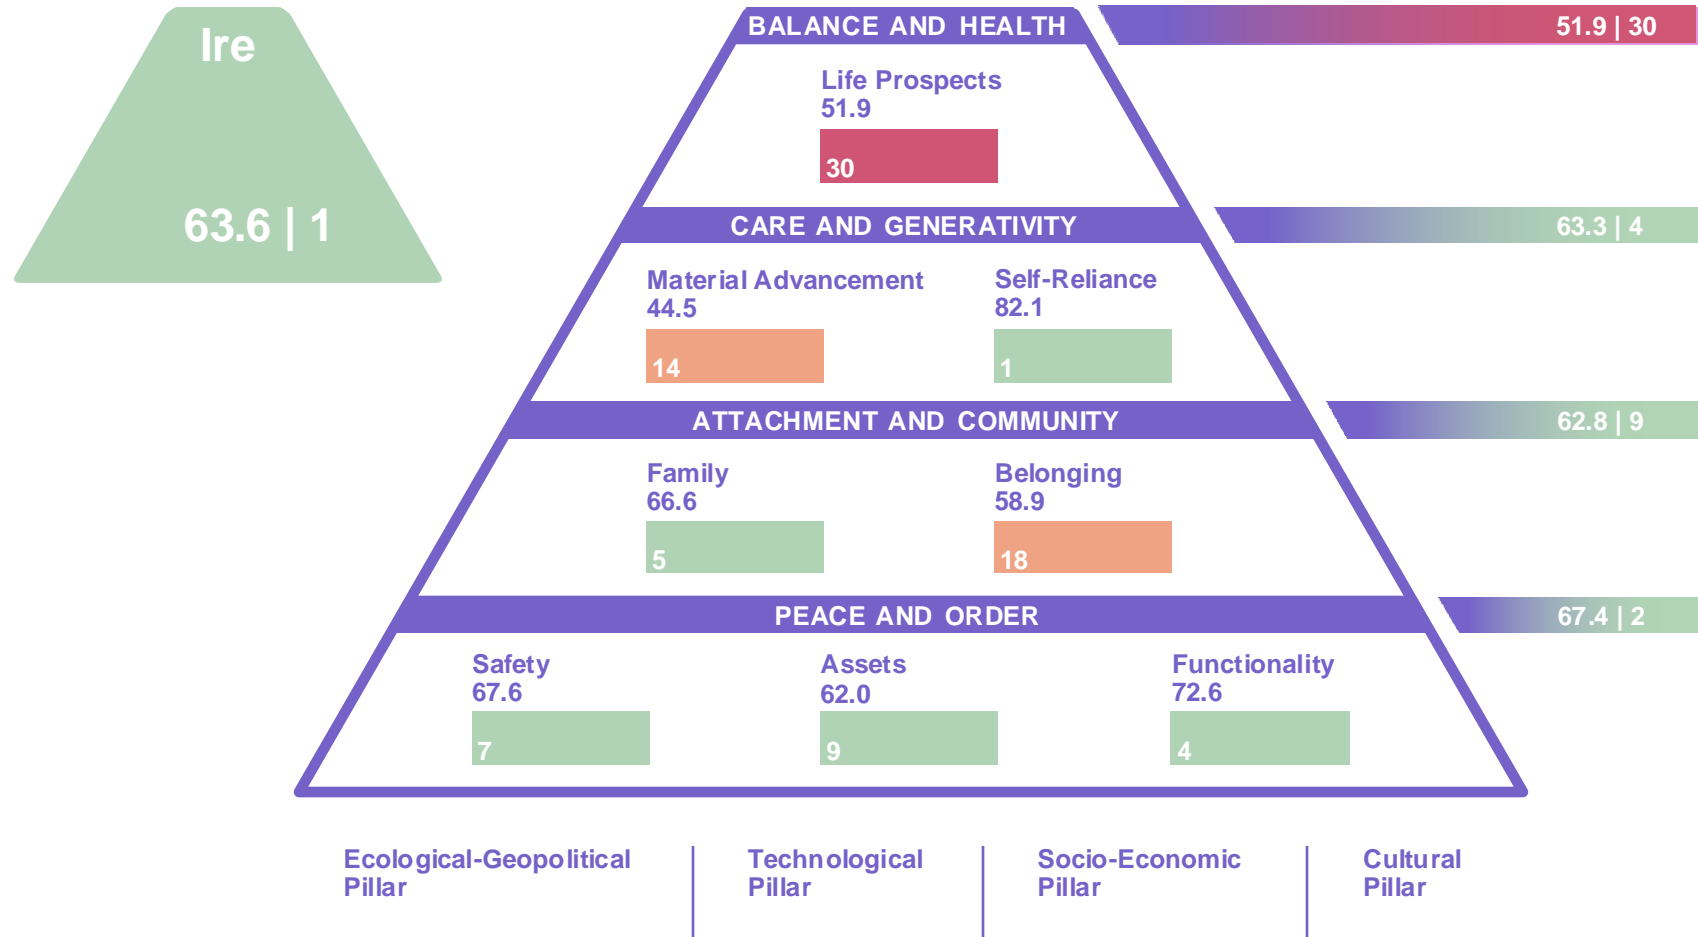 Ire
63.6 | 1
BALANCE AND HEALTH
51.9 | 30
Life Prospects
51.9
30
CARE AND GENERATIVITY
63.3 | 4
Material Advancement
44.5
14
Self-Reliance
82.1
1
ATTACHMENT AND COMMUNITY
62.8 | 9
Family
66.6
5
Belonging
58.9
18
PEACE AND ORDER
67.4 | 2
Safety
67.6
7
Assets
62.0
9
Functionality
72.6
4
Ecological-Geopolitical
Pillar
Technological
Pillar
Socio-Economic
Pillar
Cultural
Pillar